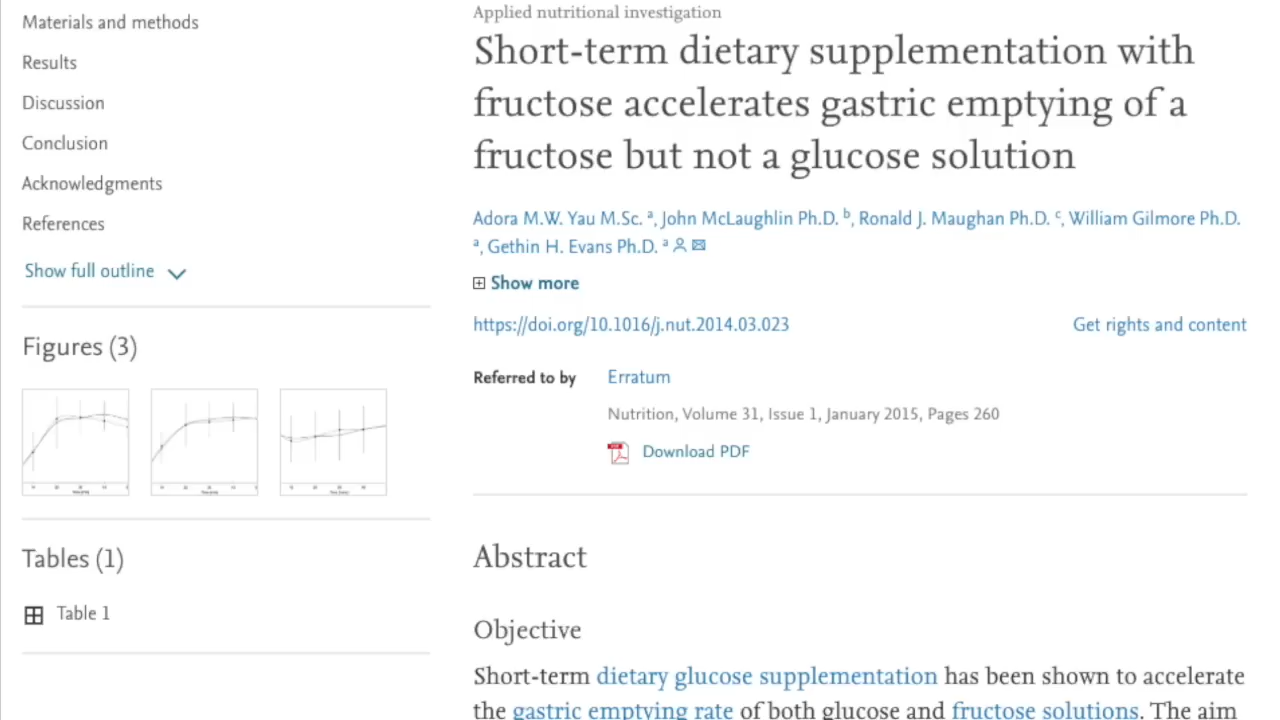 Materials and methods
Results
Discussion
Conclusion
Acknowledgments
References
Show full outline
Figures (3)
Tables (1)
Table 1
Applied nutritional investigation
Short-term dietary supplementation with
fructose accelerates gastric emptying of a
fructose but not a glucose solution
Adora M.W. Yau M.Sc. a, John McLaughlin Ph.D. b, Ronald J. Maughan Ph.D. c, William Gilmore Ph.D.
a, Gethin H. Evans Ph.D. a
Show more
https://doi.org/10.1016/j.nut.2014.03.023 Get rights and content
Referred to by Erratum
Nutrition, Volume 31, Issue 1, January 2015, Pages 260
Download PDF
Abstract
Objective
Short-term dietary glucose supplementation has been shown to accelerate
the gastric emptying rate of both glucose and fructose solutions. The aim